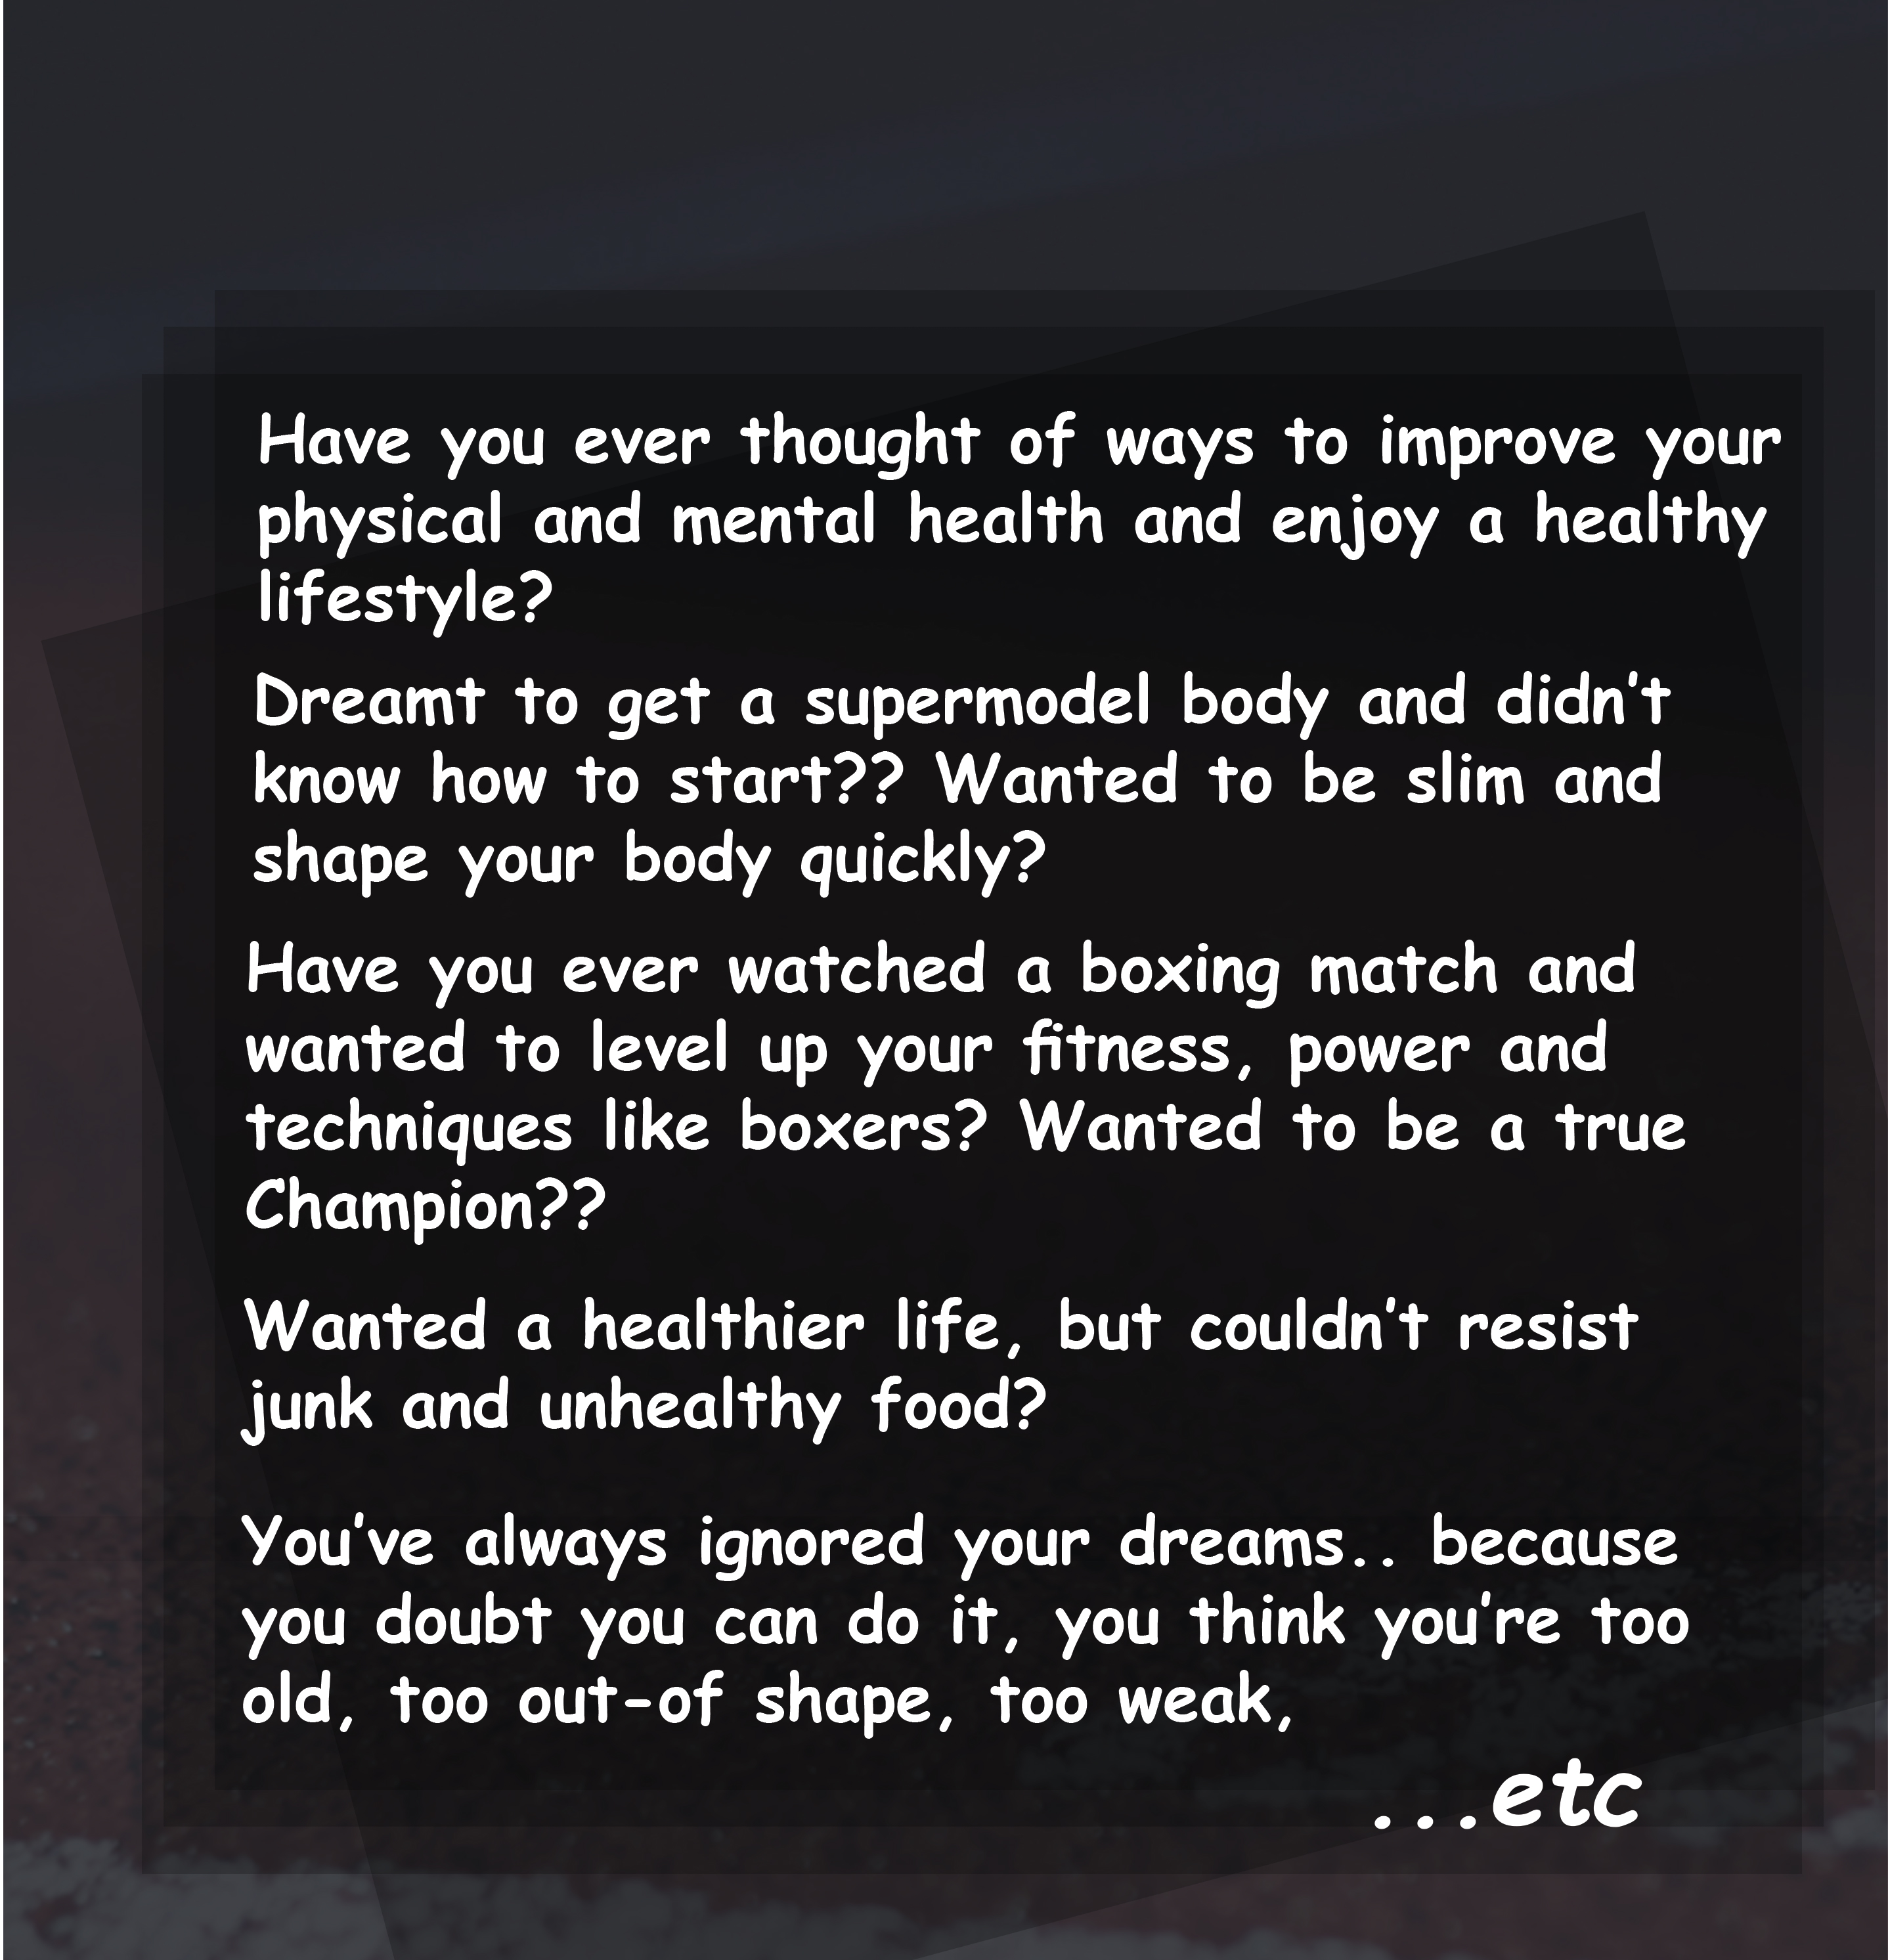 Have you ever thought of ways to improve your
physical and mental health and enjoy a healthy
lifestyle?
Dreamt to get a supermodel body and didn't
know how to start?? Wanted to be slim and
shape your body quickly?
Have you ever watched a boxing match and
wanted to level up your fitness, power and
techniques like boxers? Wanted to be a true
Champion??
Wanted a healthier life, but couldn't resist
junk and unhealthy food?
You've always ignored your dreams.. because
you doubt you can do it, you think you're too
old, too out-of shape, too weak,
...etc